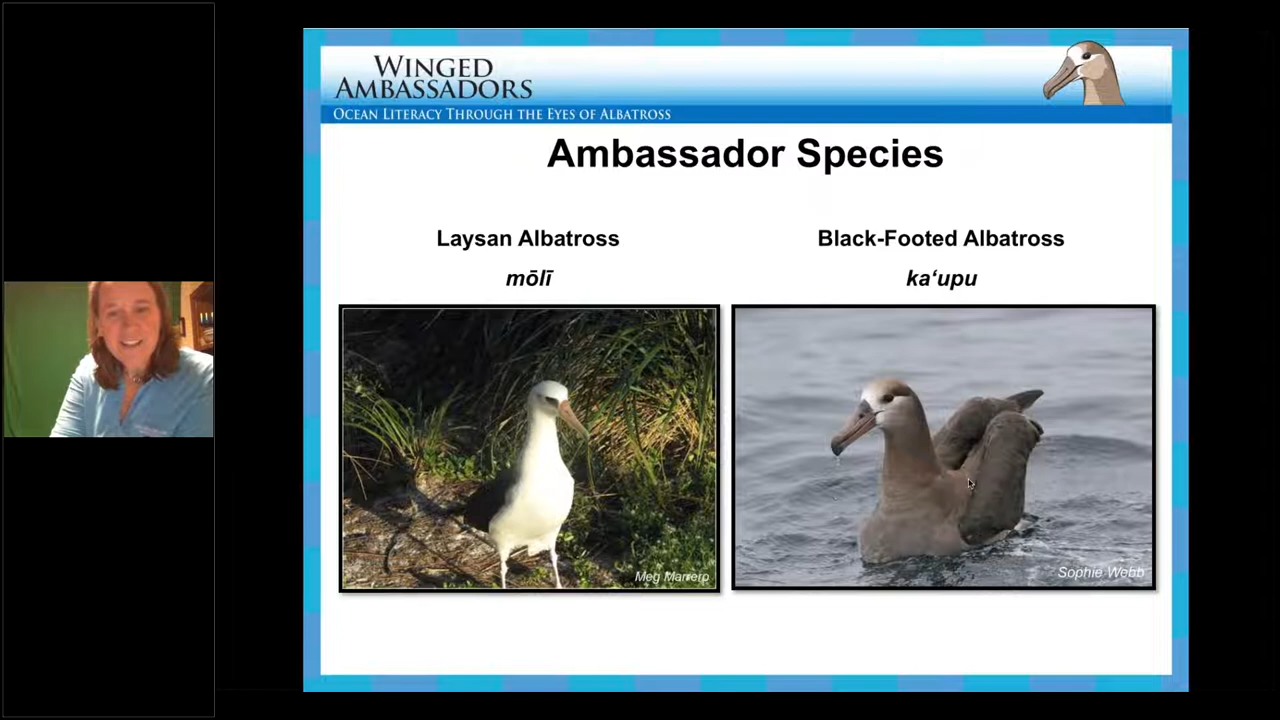 WINGED
AMBASSADORS
OCEAN LITERACY THROUGH THE EYES OF ALBATROSS
Ambassador Species
Laysan Albatross
mōlī
Black-Footed Albatross
kaʻupu
Meg Marrero
Sophie Webb